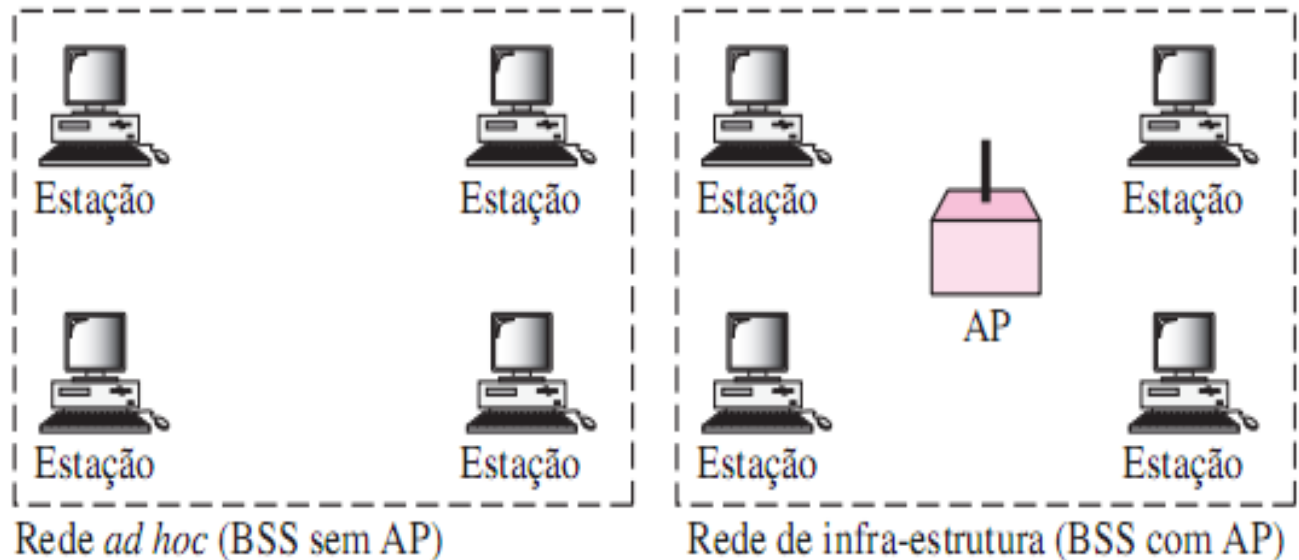 Estação Estação Estação Estação
AP
Estação Estação Estação Estação
Rede ad hoc (BSS sem AP) Rede de infra-estrutura (BSS com AP)